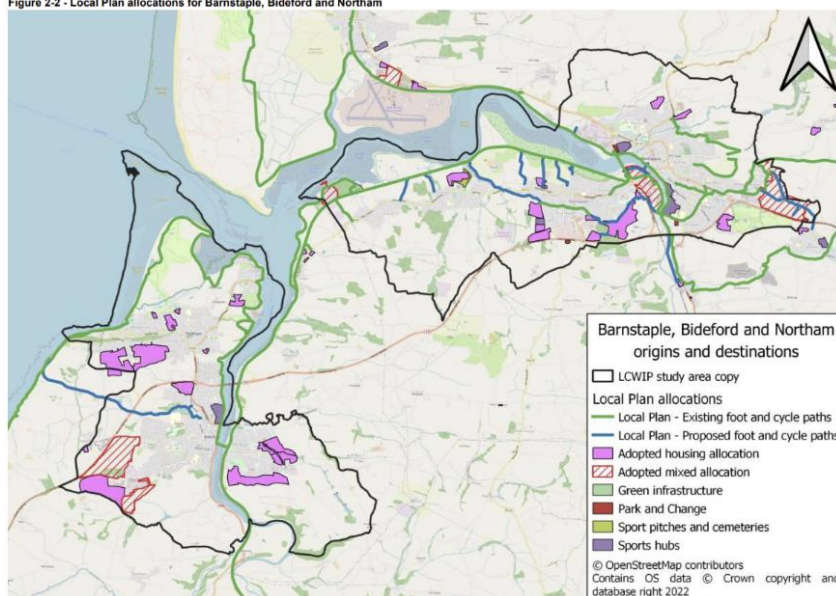 Figure 2-2 - Local Plan allocations for Barnstaple, Bideford and Northam
Barnstaple, Bideford and Northam
origins and destinations
LCWIP study area copy
Local Plan allocations
Local Plan - Existing foot and cycle paths
Local Plan - Proposed foot and cycle paths
Adopted housing allocation
Adopted mixed allocation
Green infrastructure
Park and Change
Sport pitches and cemeteries
Sports hubs
© OpenStreetMap contributors
Contains OS data © Crown copyright and
database right 2022